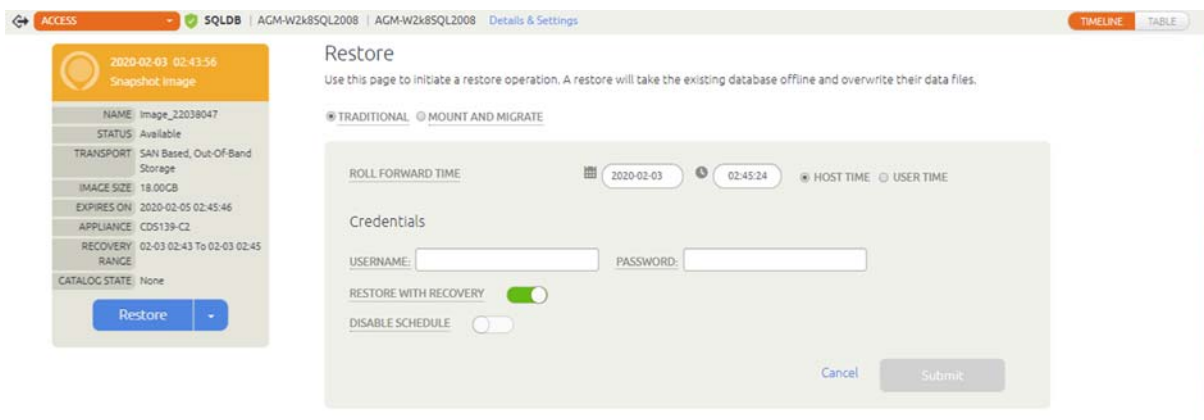 ACCESS SQLDB | AGM-W2k8SQL2008 | AGM-W2k8SQL2008 Details & Settings TIMELINE TABLE
2020-02-03 02:43:56
Snapshot Image
NAME Image_22038047
STATUS Available
TRANSPORT SAN Based, Out-Of-Band
Storage
IMAGE SIZE 18.00GB
EXPIRES ON 2020-02-05 02:45:46
APPLIANCE CDS139-C2
RECOVERY 02-03 02:43 To 02-03 02:45
RANGE
CATALOG STATE None
Restore
Restore
Use this page to initiate a restore operation. A restore will take the existing database offline and overwrite their data files.
TRADITIONAL MOUNT AND MIGRATE
ROLL FORWARD TIME 2020-02-03 02:45:24 HOST TIME USER TIME
Credentials
USERNAME: PASSWORD:
RESTORE WITH RECOVERY
DISABLE SCHEDULE
Cancel Submit